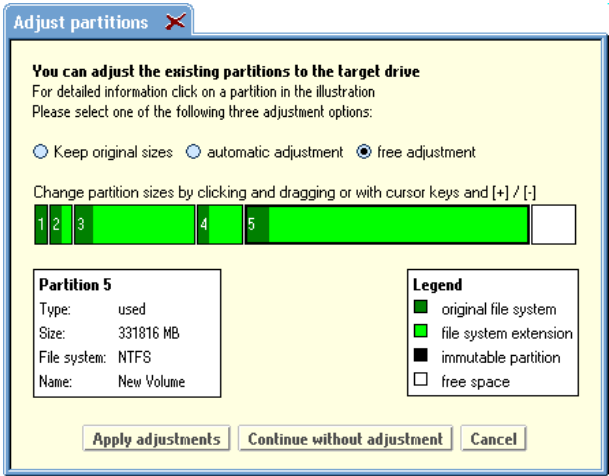 Adjust partitions
You can adjust the existing partitions to the target drive
For detailed information click on a partition in the illustration
Please select one of the following three adjustment options:
Keep original sizes automatic adjustment free adjustment
Change partition sizes by clicking and dragging or with cursor keys and [+] / [-]
1 2 3 4 5
Partition 5
Type: used
Size: 331816 MB
File system: NTFS
Name: New Volume
Legend
original file system
file system extension
immutable partition
free space
Apply adjustments Continue without adjustment Cancel